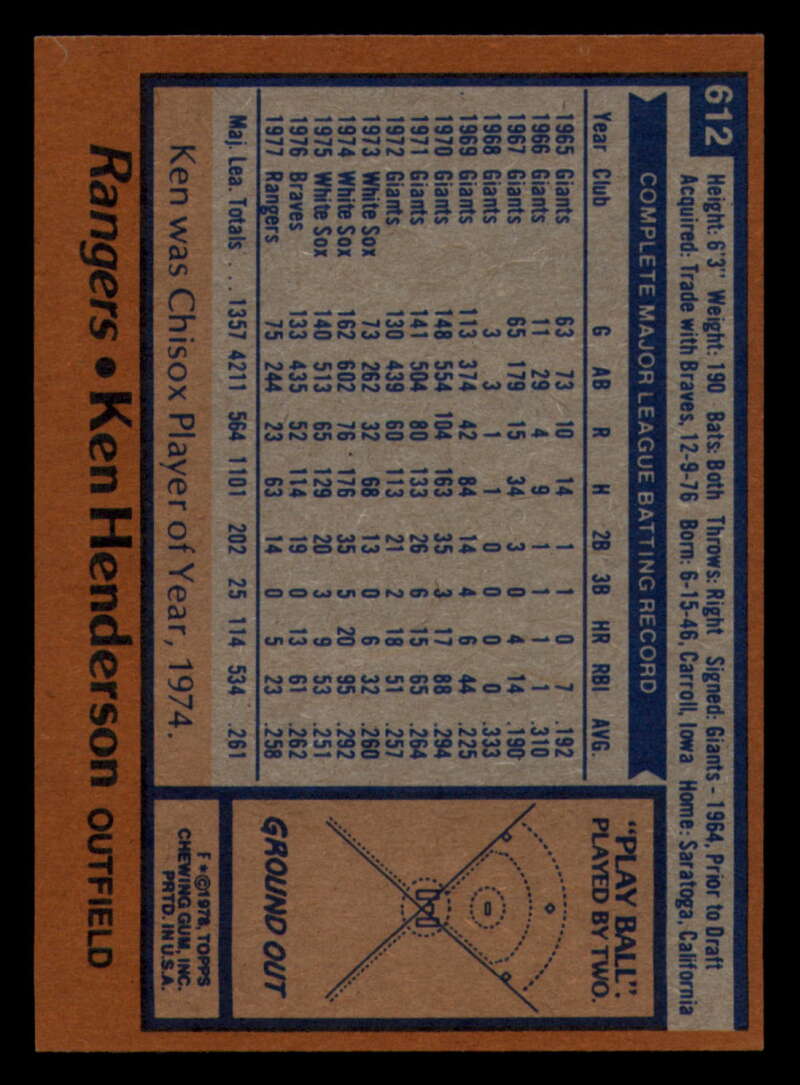 612
Height: 6'3" Weight: 190 Bats: Both Throws: Right Signed: Giants - 1964, Prior to Draft
Acquired: Trade with Braves, 12-9-76 Born: 6-15-46, Carroll, Iowa Home: Saratoga, California
COMPLETE MAJOR LEAGUE BATTING RECORD
Year Club G AB R H 2B 3B HR RBI AVG.
1965 Giants 63 73 10 14 1 1 0 7 .192
1966 Giants 11 29 4 9 1 1 1 1 .310
1967 Giants 65 179 15 34 3 0 4 14 .190
1968 Giants 3 3 1 1 0 0 0 0 .333
1969 Giants 113 374 42 84 14 4 6 44 .225
1970 Giants 148 554 104 163 35 3 17 88 .294
1971 Giants 141 504 80 133 26 6 15 65 .264
1972 Giants 130 439 60 113 21 2 18 51 .257
1973 White Sox 73 262 32 68 13 0 6 32 .260
1974 White Sox 162 602 76 176 35 5 20 95 .292
1975 White Sox 140 513 65 129 20 3 9 53 .251
1976 Braves 133 435 52 114 19 0 13 61 .262
1977 Rangers 75 244 23 63 14 0 5 23 .258
Maj. Lea. Totals ... 1357 4211 564 1101 202 25 114 534 .261
Ken was Chisox Player of Year, 1974.
"PLAY BALL":
PLAYED BY TWO.
GROUND OUT
F*©1978, TOPPS
CHEWING GUM, INC.
PRTD. IN U.S.A.
Rangers • Ken Henderson OUTFIELD